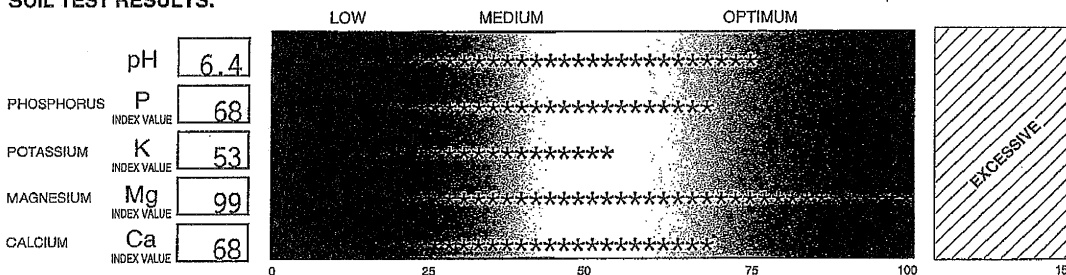 SOIL TEST RESULTS:
LOW MEDIUM OPTIMUM
pH 6.4
PHOSPHORUS P INDEX VALUE 68
POTASSIUM K INDEX VALUE 53
MAGNESIUM Mg INDEX VALUE 99
CALCIUM Ca INDEX VALUE 68
EXCESSIVE
0 25 50 75 100